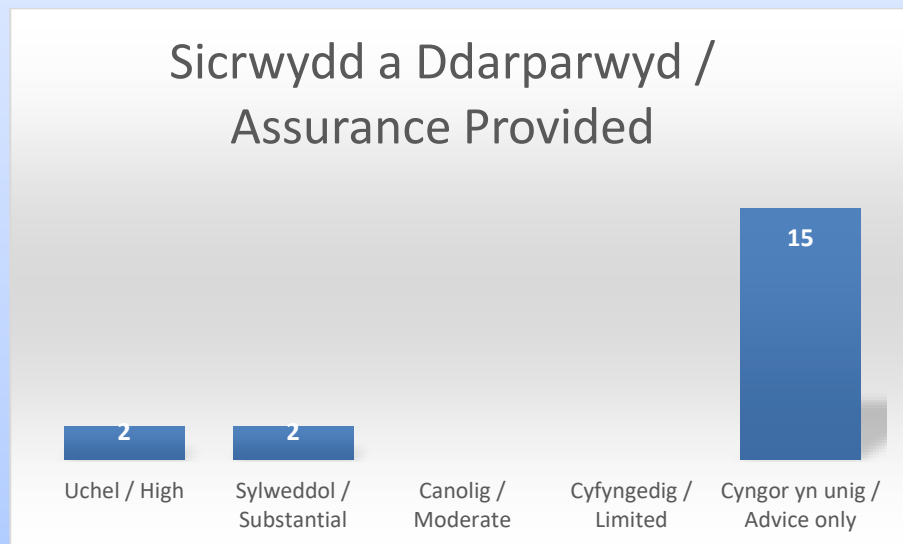 Sicrwydd a Ddarparwyd /
Assurance Provided
15
2
2
Uchel / High
Sylweddol /
Substantial
Canolig /
Moderate
Cyfyngedig /
Limited
Cyngor yn unig /
Advice only